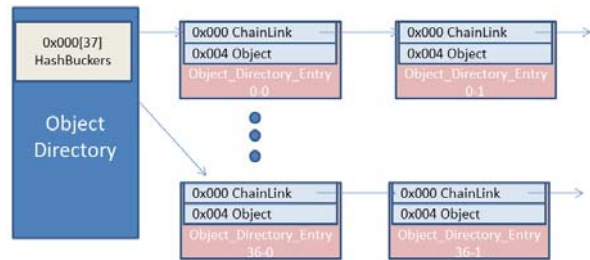 0x000[37]
HashBuckers
Object
Directory
0x000 ChainLink
0x004 Object
Object_Directory_Entry
0-0
0x000 ChainLink
0x004 Object
Object_Directory_Entry
0-1
0x000 ChainLink
0x004 Object
Object_Directory_Entry
36-0
0x000 ChainLink
0x004 Object
Object_Directory_Entry
36-1